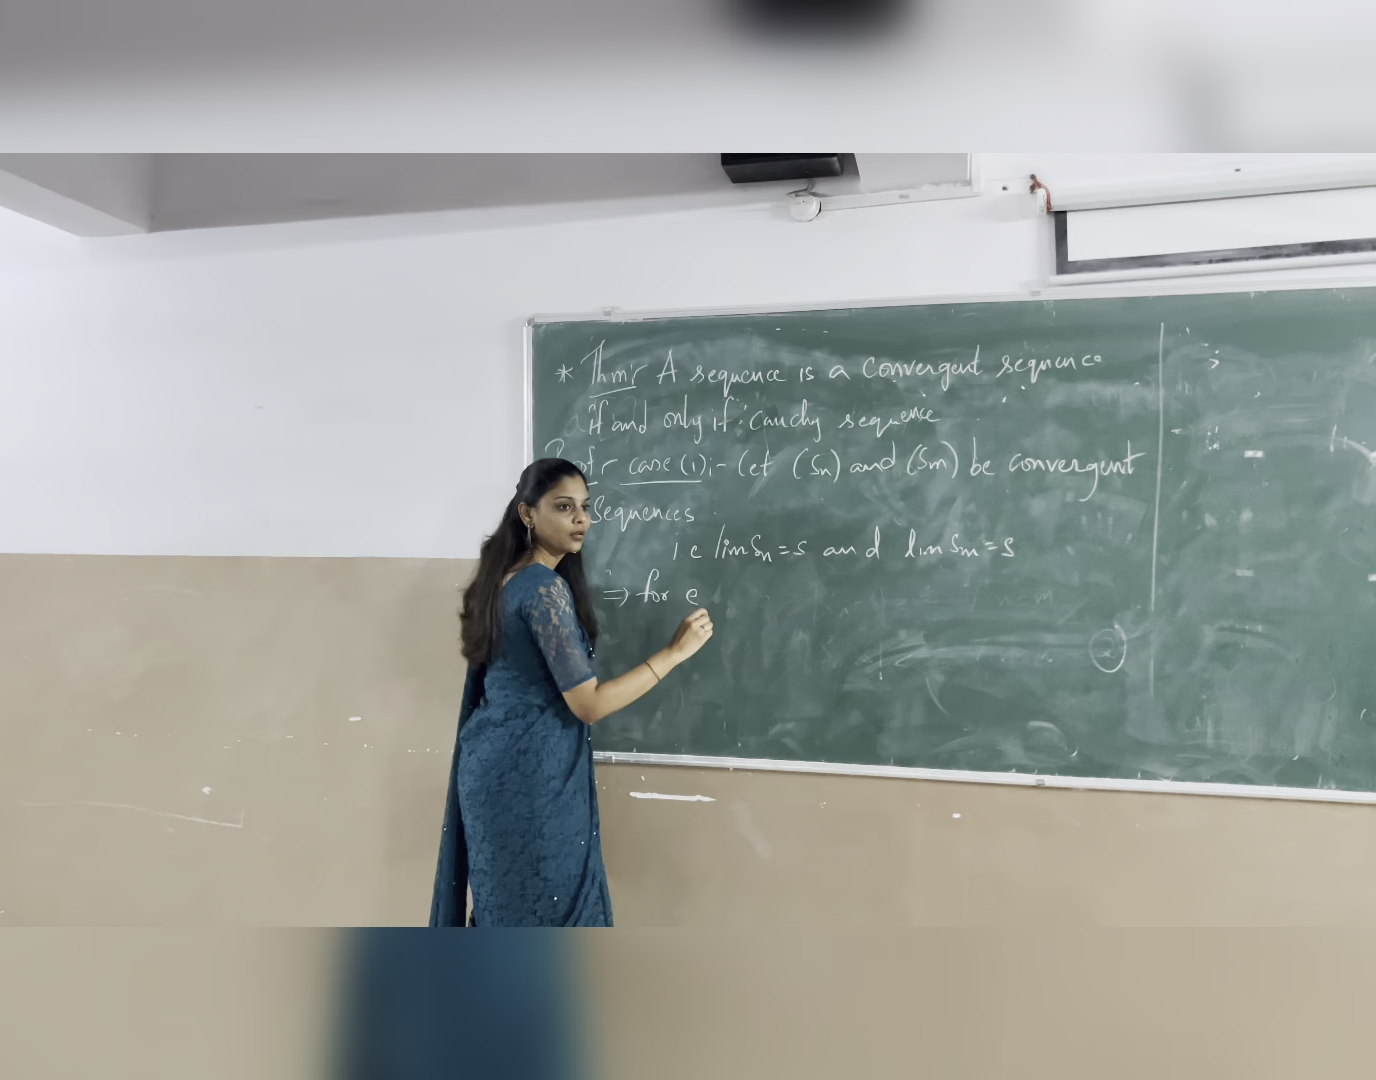 * Thm:- A sequence is a convergent sequence
if and only if cauchy sequence
Proof:- case (1):- Let (Sn) and (Sm) be convergent
Sequences
i e lim Sn = s and lim Sm = s
⇒ for e